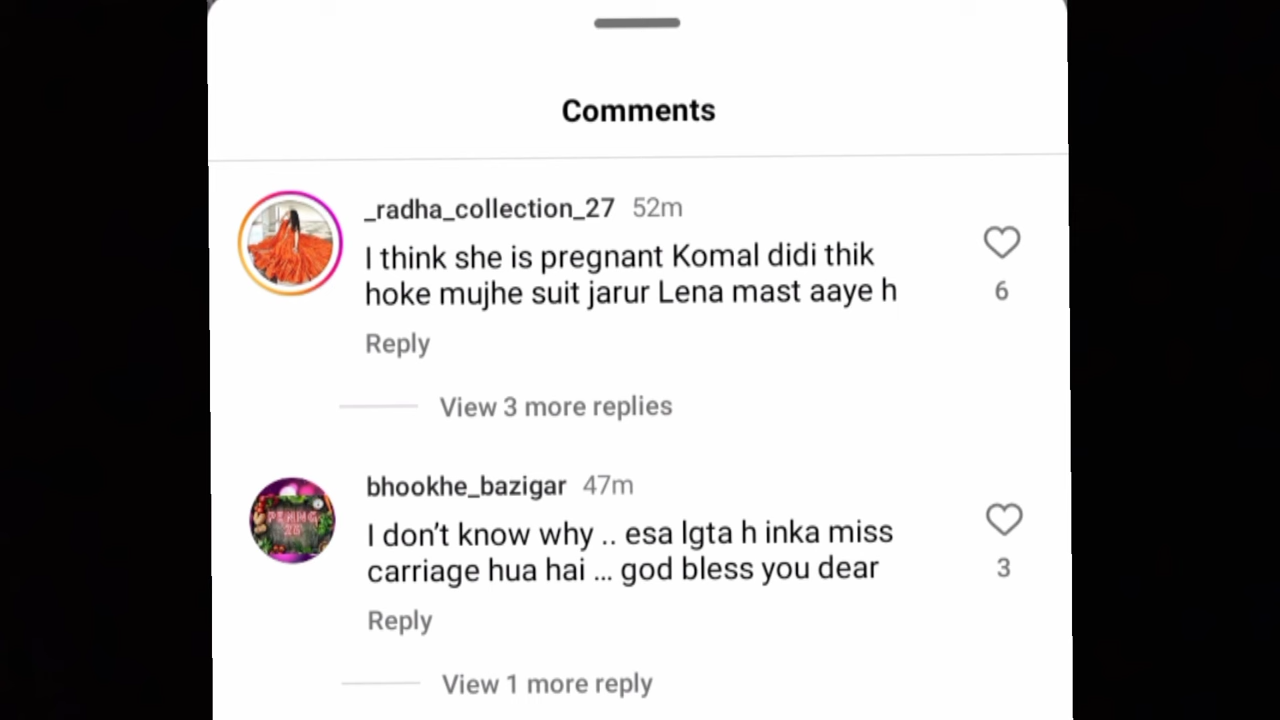 Comments
_radha_collection_27 52m
I think she is pregnant Komal didi thik
hoke mujhe suit jarur Lena mast aaye h
6
Reply
View 3 more replies
bhookhe_bazigar 47m
I don't know why .. esa lgta h inka miss
carriage hua hai ... god bless you dear
3
Reply
View 1 more reply